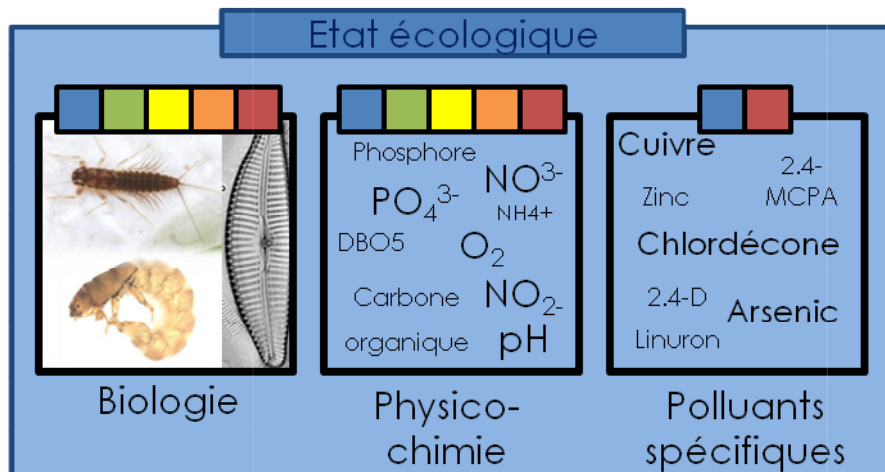 Etat écologique
Phosphore
NO³⁻
PO₄³⁻
NH4+
DBO5
O₂
Carbone
NO₂₋
organique
pH
Cuivre
2.4-
MCPA
Zinc
Chlordécone
2.4-D
Arsenic
Linuron
Biologie
Physico-
chimie
Polluants
spécifiques